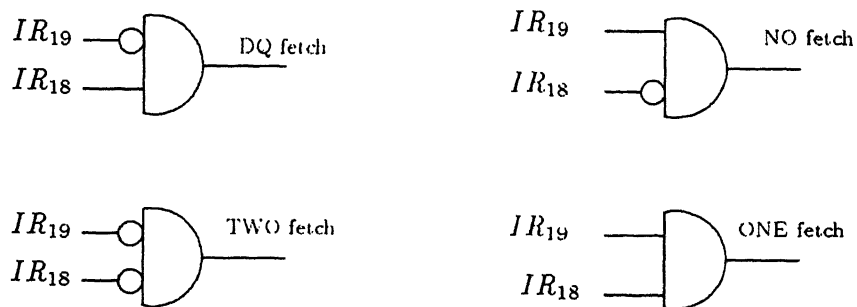 IR19 DQ fetch
IR18
IR19 NO fetch
IR18
IR19 TWO fetch
IR18
IR19 ONE fetch
IR18